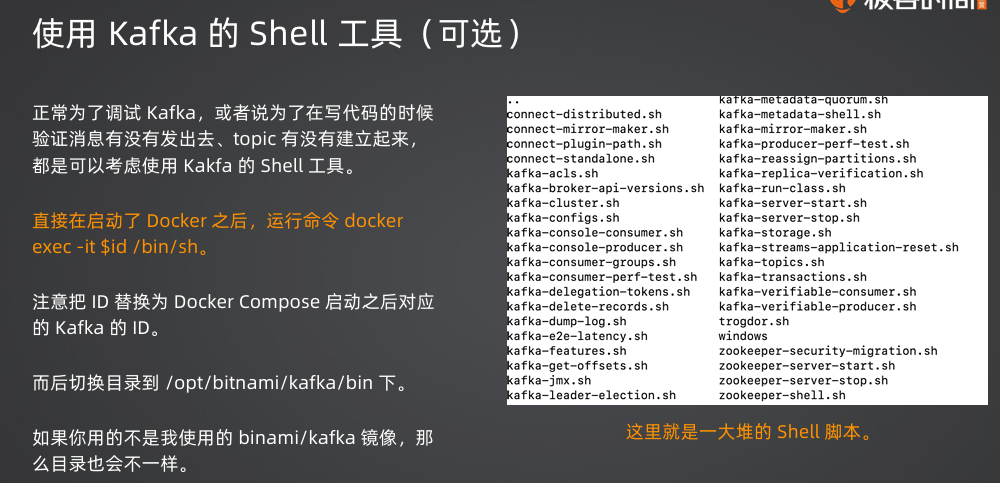 使用 Kafka 的 Shell 工具（可选）
正常为了调试 Kafka，或者说为了在写代码的时候
验证消息有没有发出去、topic 有没有建立起来，
都是可以考虑使用 Kakfa 的 Shell 工具。
直接在启动了 Docker 之后，运行命令 docker
exec -it $id /bin/sh。
注意把 ID 替换为 Docker Compose 启动之后对应
的 Kafka 的 ID。
而后切换目录到 /opt/bitnami/kafka/bin 下。
如果你用的不是我使用的 binami/kafka 镜像，那
么目录也会不一样。
..
connect-distributed.sh
connect-mirror-maker.sh
connect-plugin-path.sh
connect-standalone.sh
kafka-acls.sh
kafka-broker-api-versions.sh
kafka-cluster.sh
kafka-configs.sh
kafka-console-consumer.sh
kafka-console-producer.sh
kafka-consumer-groups.sh
kafka-consumer-perf-test.sh
kafka-delegation-tokens.sh
kafka-delete-records.sh
kafka-dump-log.sh
kafka-e2e-latency.sh
kafka-features.sh
kafka-get-offsets.sh
kafka-jmx.sh
kafka-leader-election.sh
kafka-metadata-quorum.sh
kafka-metadata-shell.sh
kafka-mirror-maker.sh
kafka-producer-perf-test.sh
kafka-reassign-partitions.sh
kafka-replica-verification.sh
kafka-run-class.sh
kafka-server-start.sh
kafka-server-stop.sh
kafka-storage.sh
kafka-streams-application-reset.sh
kafka-topics.sh
kafka-transactions.sh
kafka-verifiable-consumer.sh
kafka-verifiable-producer.sh
trogdor.sh
windows
zookeeper-security-migration.sh
zookeeper-server-start.sh
zookeeper-server-stop.sh
zookeeper-shell.sh
这里就是一大堆的 Shell 脚本。